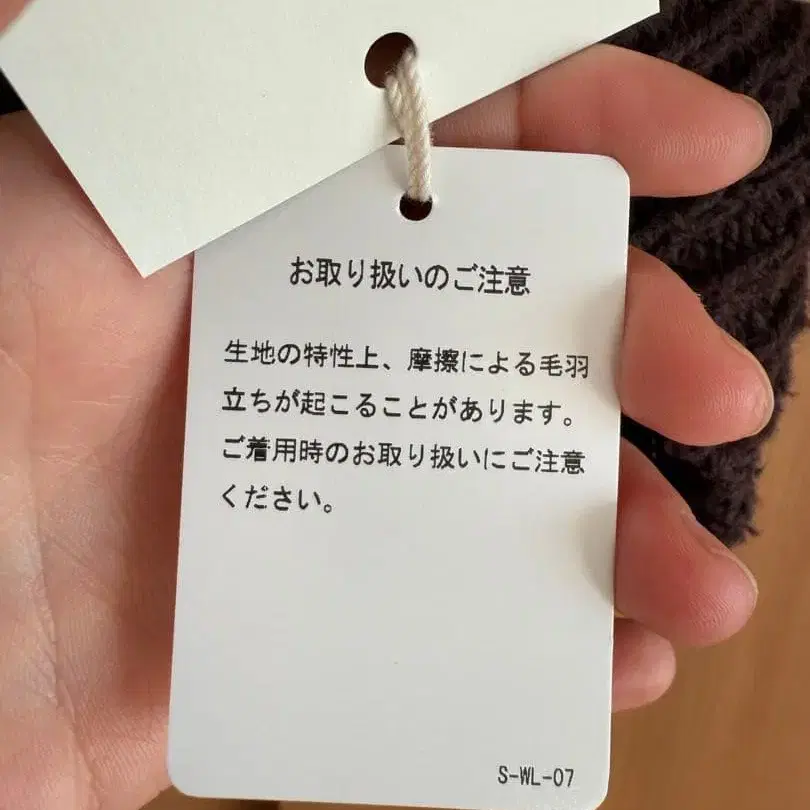 お取り扱いのご注意
生地の特性上、摩擦による毛羽
立ちが起こることがあります。
ご着用時のお取り扱いにご注意
ください。
S-WL-07